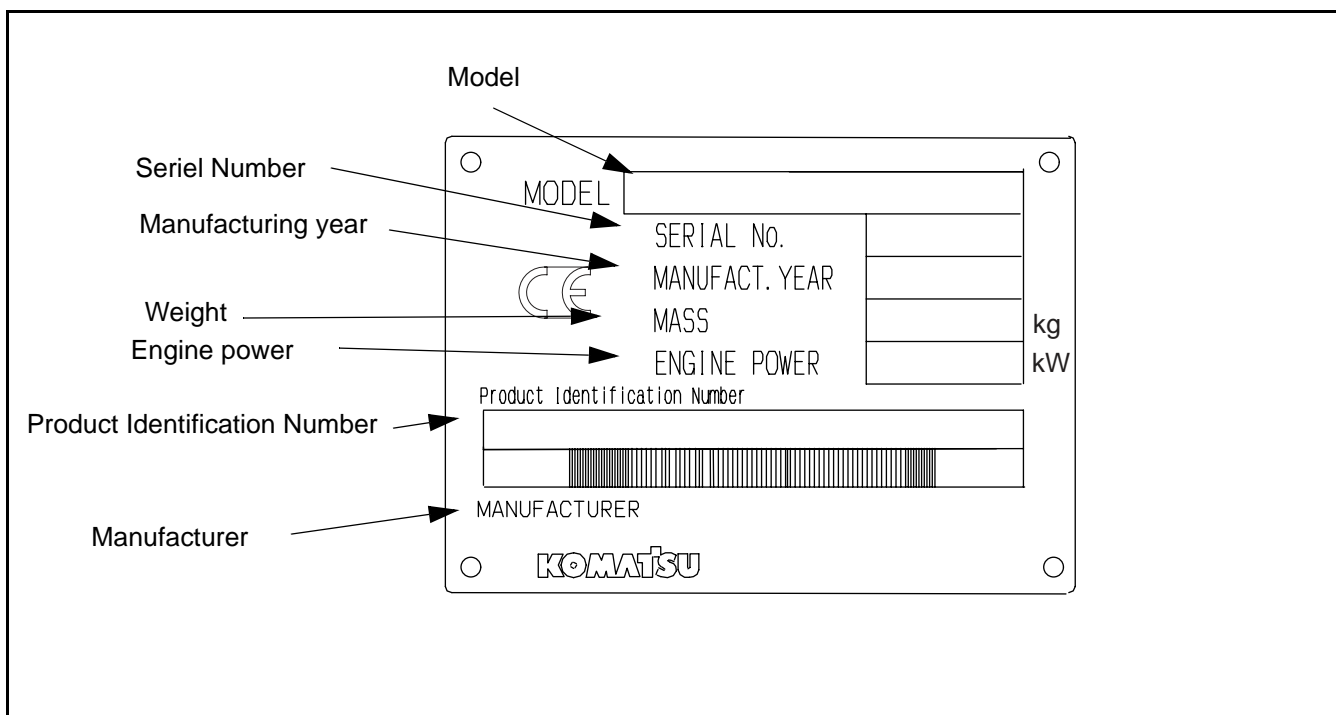 Model
Seriel Number
MODEL
Manufacturing year
SERIAL No.
CE
MANUFACT. YEAR
Weight
MASS
kg
Engine power
ENGINE POWER
kW
Product Identification Number
Product Identification Number
MANUFACTURER
Manufacturer
KOMATSU